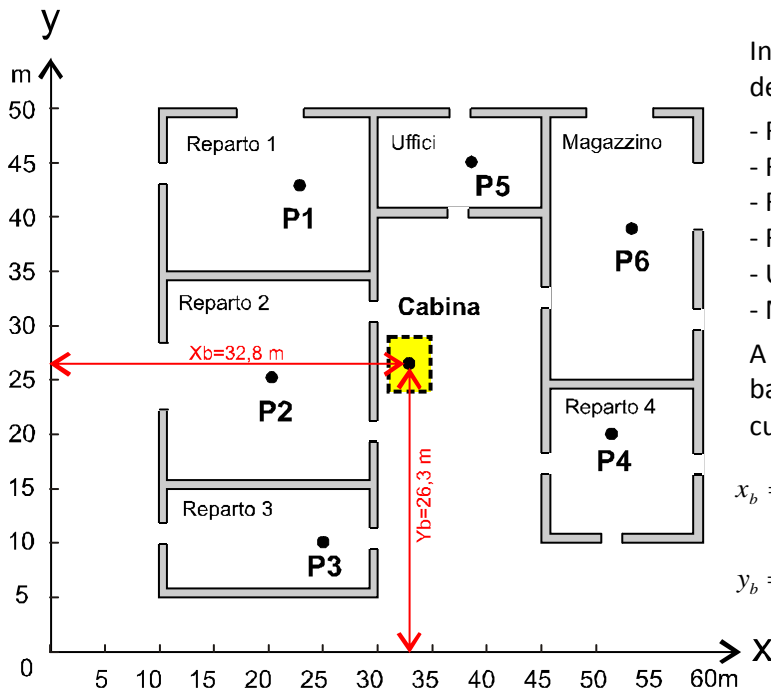 y
m
50
45
40
35
30
25
20
15
10
5
0
5 10 15 20 25 30 35 40 45 50 55 60m
x
Reparto 1
P1
Uffici
P5
Magazzino
P6
Reparto 2
P2
Cabina
Xb=32,8 m
Yb=26,3 m
Reparto 4
P4
Reparto 3
P3
In
de
- 
- 
- 
- 
- U
- 
A
ba
cu
x_b =
y_b =